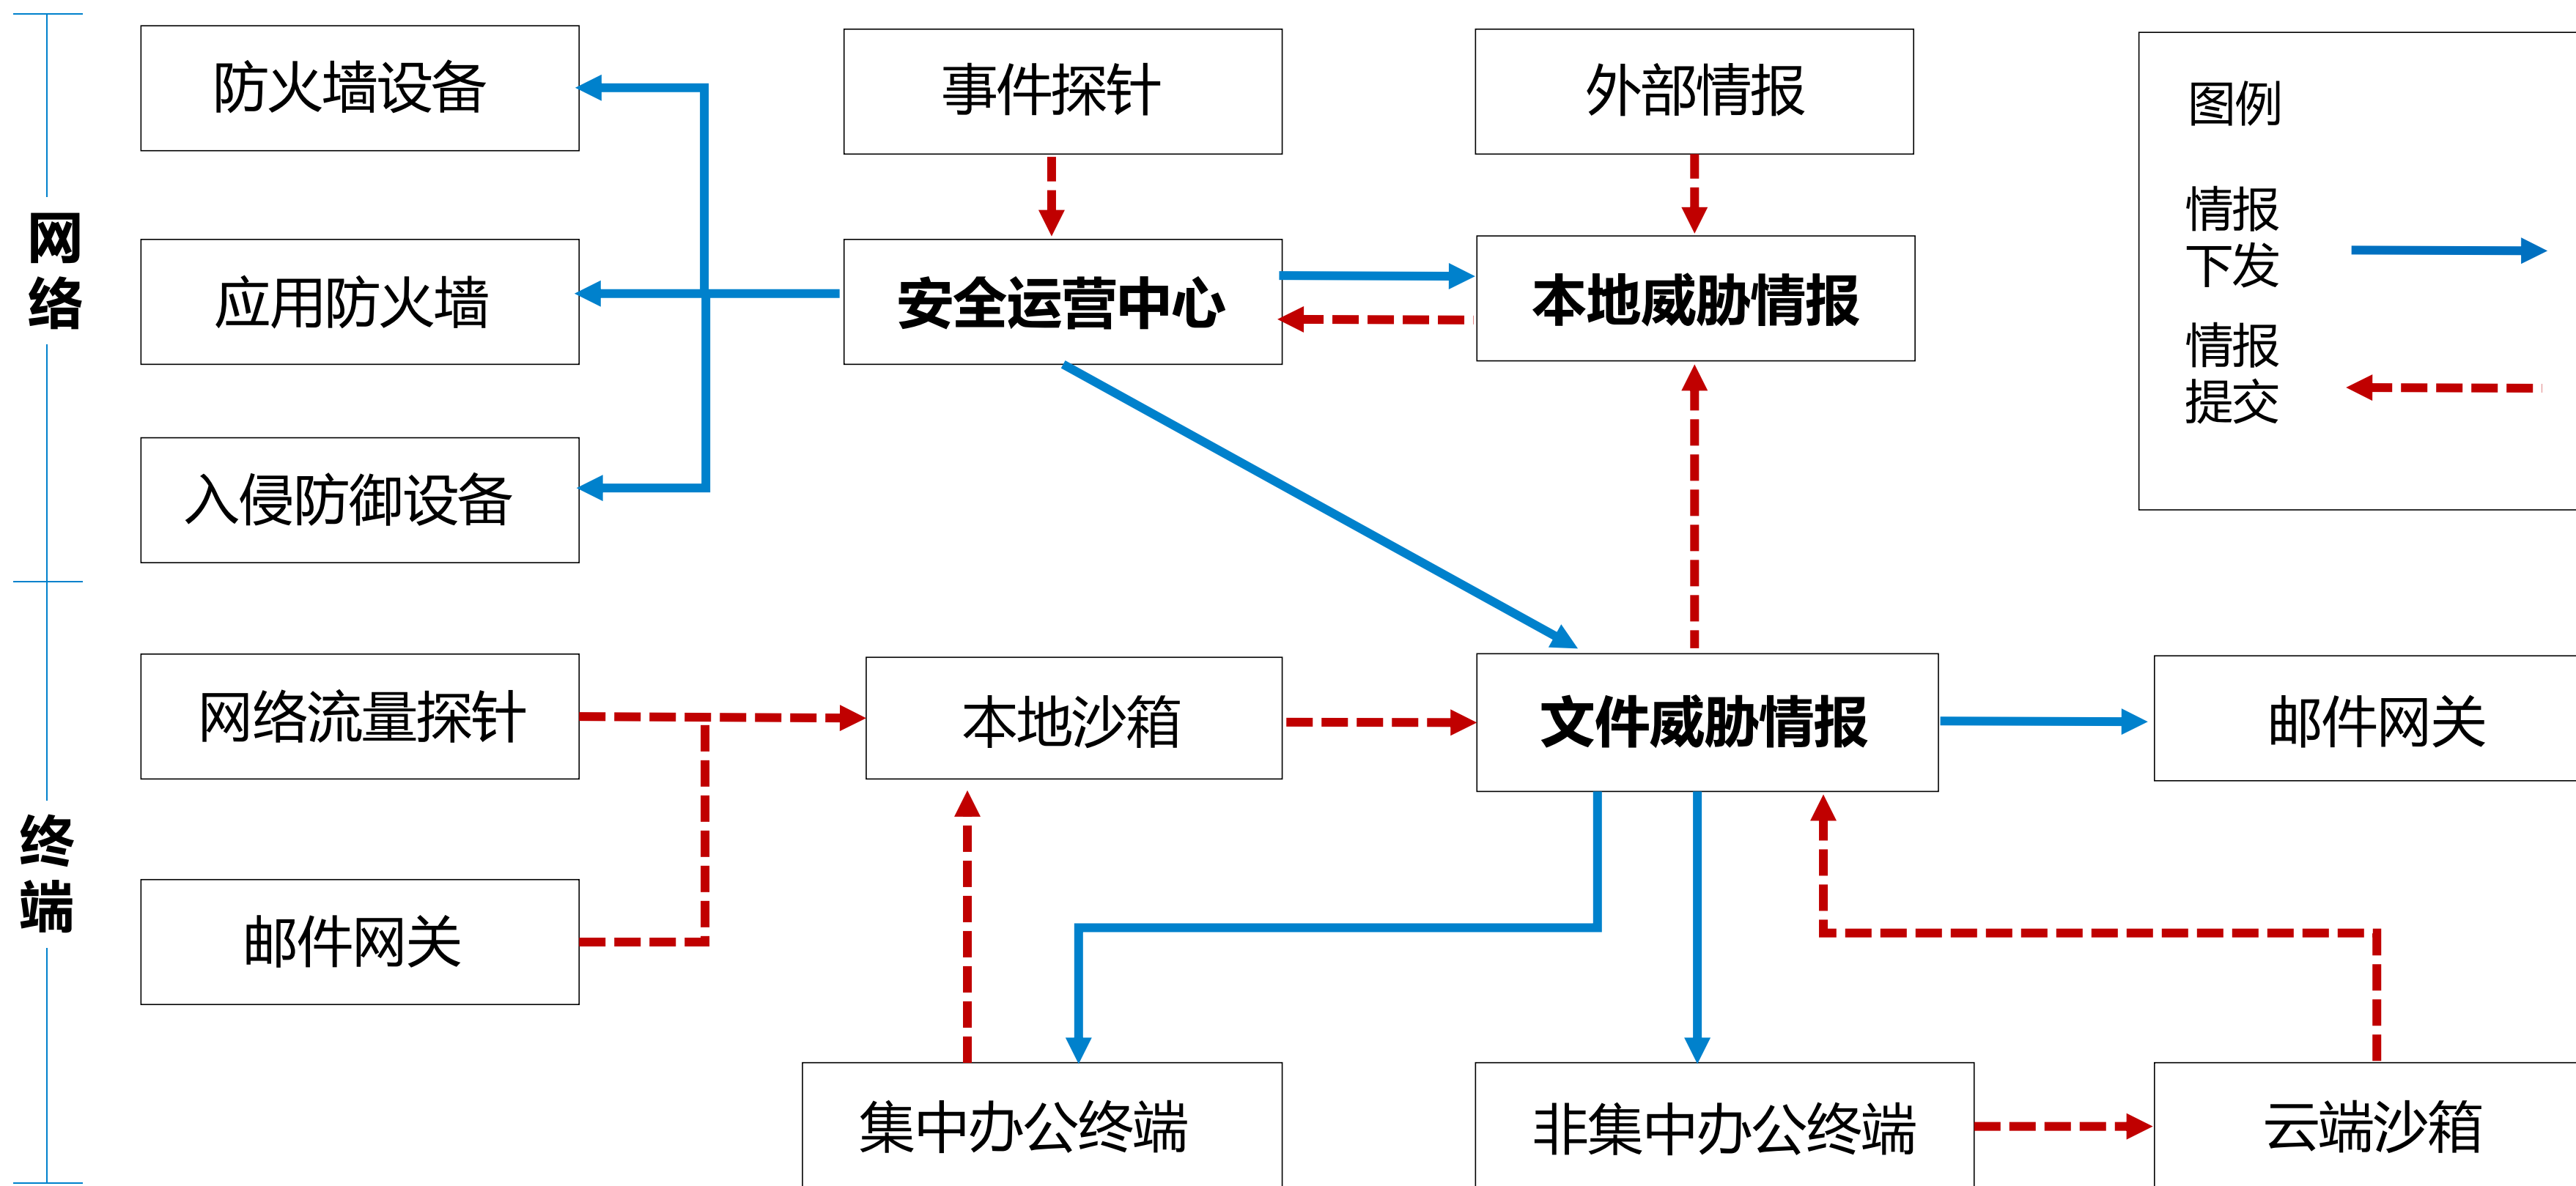 网
络
防火墙设备
事件探针
外部情报
图例
情报
下发
情报
提交
应用防火墙
安全运营中心
本地威胁情报
入侵防御设备
终
端
网络流量探针
本地沙箱
文件威胁情报
邮件网关
邮件网关
集中办公终端
非集中办公终端
云端沙箱